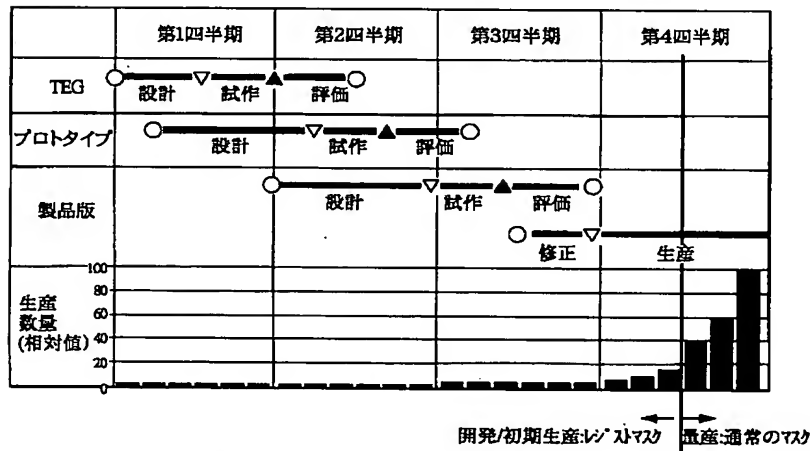 第1四半期 第2四半期 第3四半期 第4四半期
TEG
設計 試作 評価
プロトタイプ
設計 試作 評価
製品版
設計 試作 評価
修正 生産
生産
数量
(相対値)
100
80
60
40
20
0
開発/初期生産:レジストマスク 量産:通常のマスク